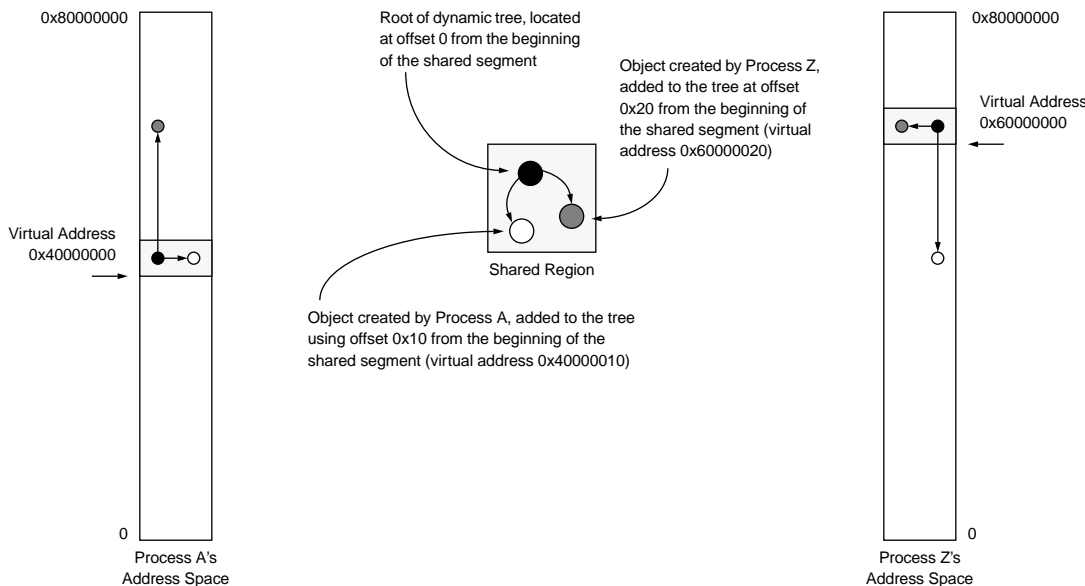 0x80000000
Root of dynamic tree, located
at offset 0 from the beginning
of the shared segment
Object created by Process Z,
added to the tree at offset
0x20 from the beginning of
the shared segment (virtual
address 0x60000020)
0x80000000
Virtual Address
0x60000000
Virtual Address
0x40000000
Shared Region
Object created by Process A, added to the tree
using offset 0x10 from the beginning of the
shared segment (virtual address 0x40000010)
0
Process A's
Address Space
0
Process Z's
Address Space